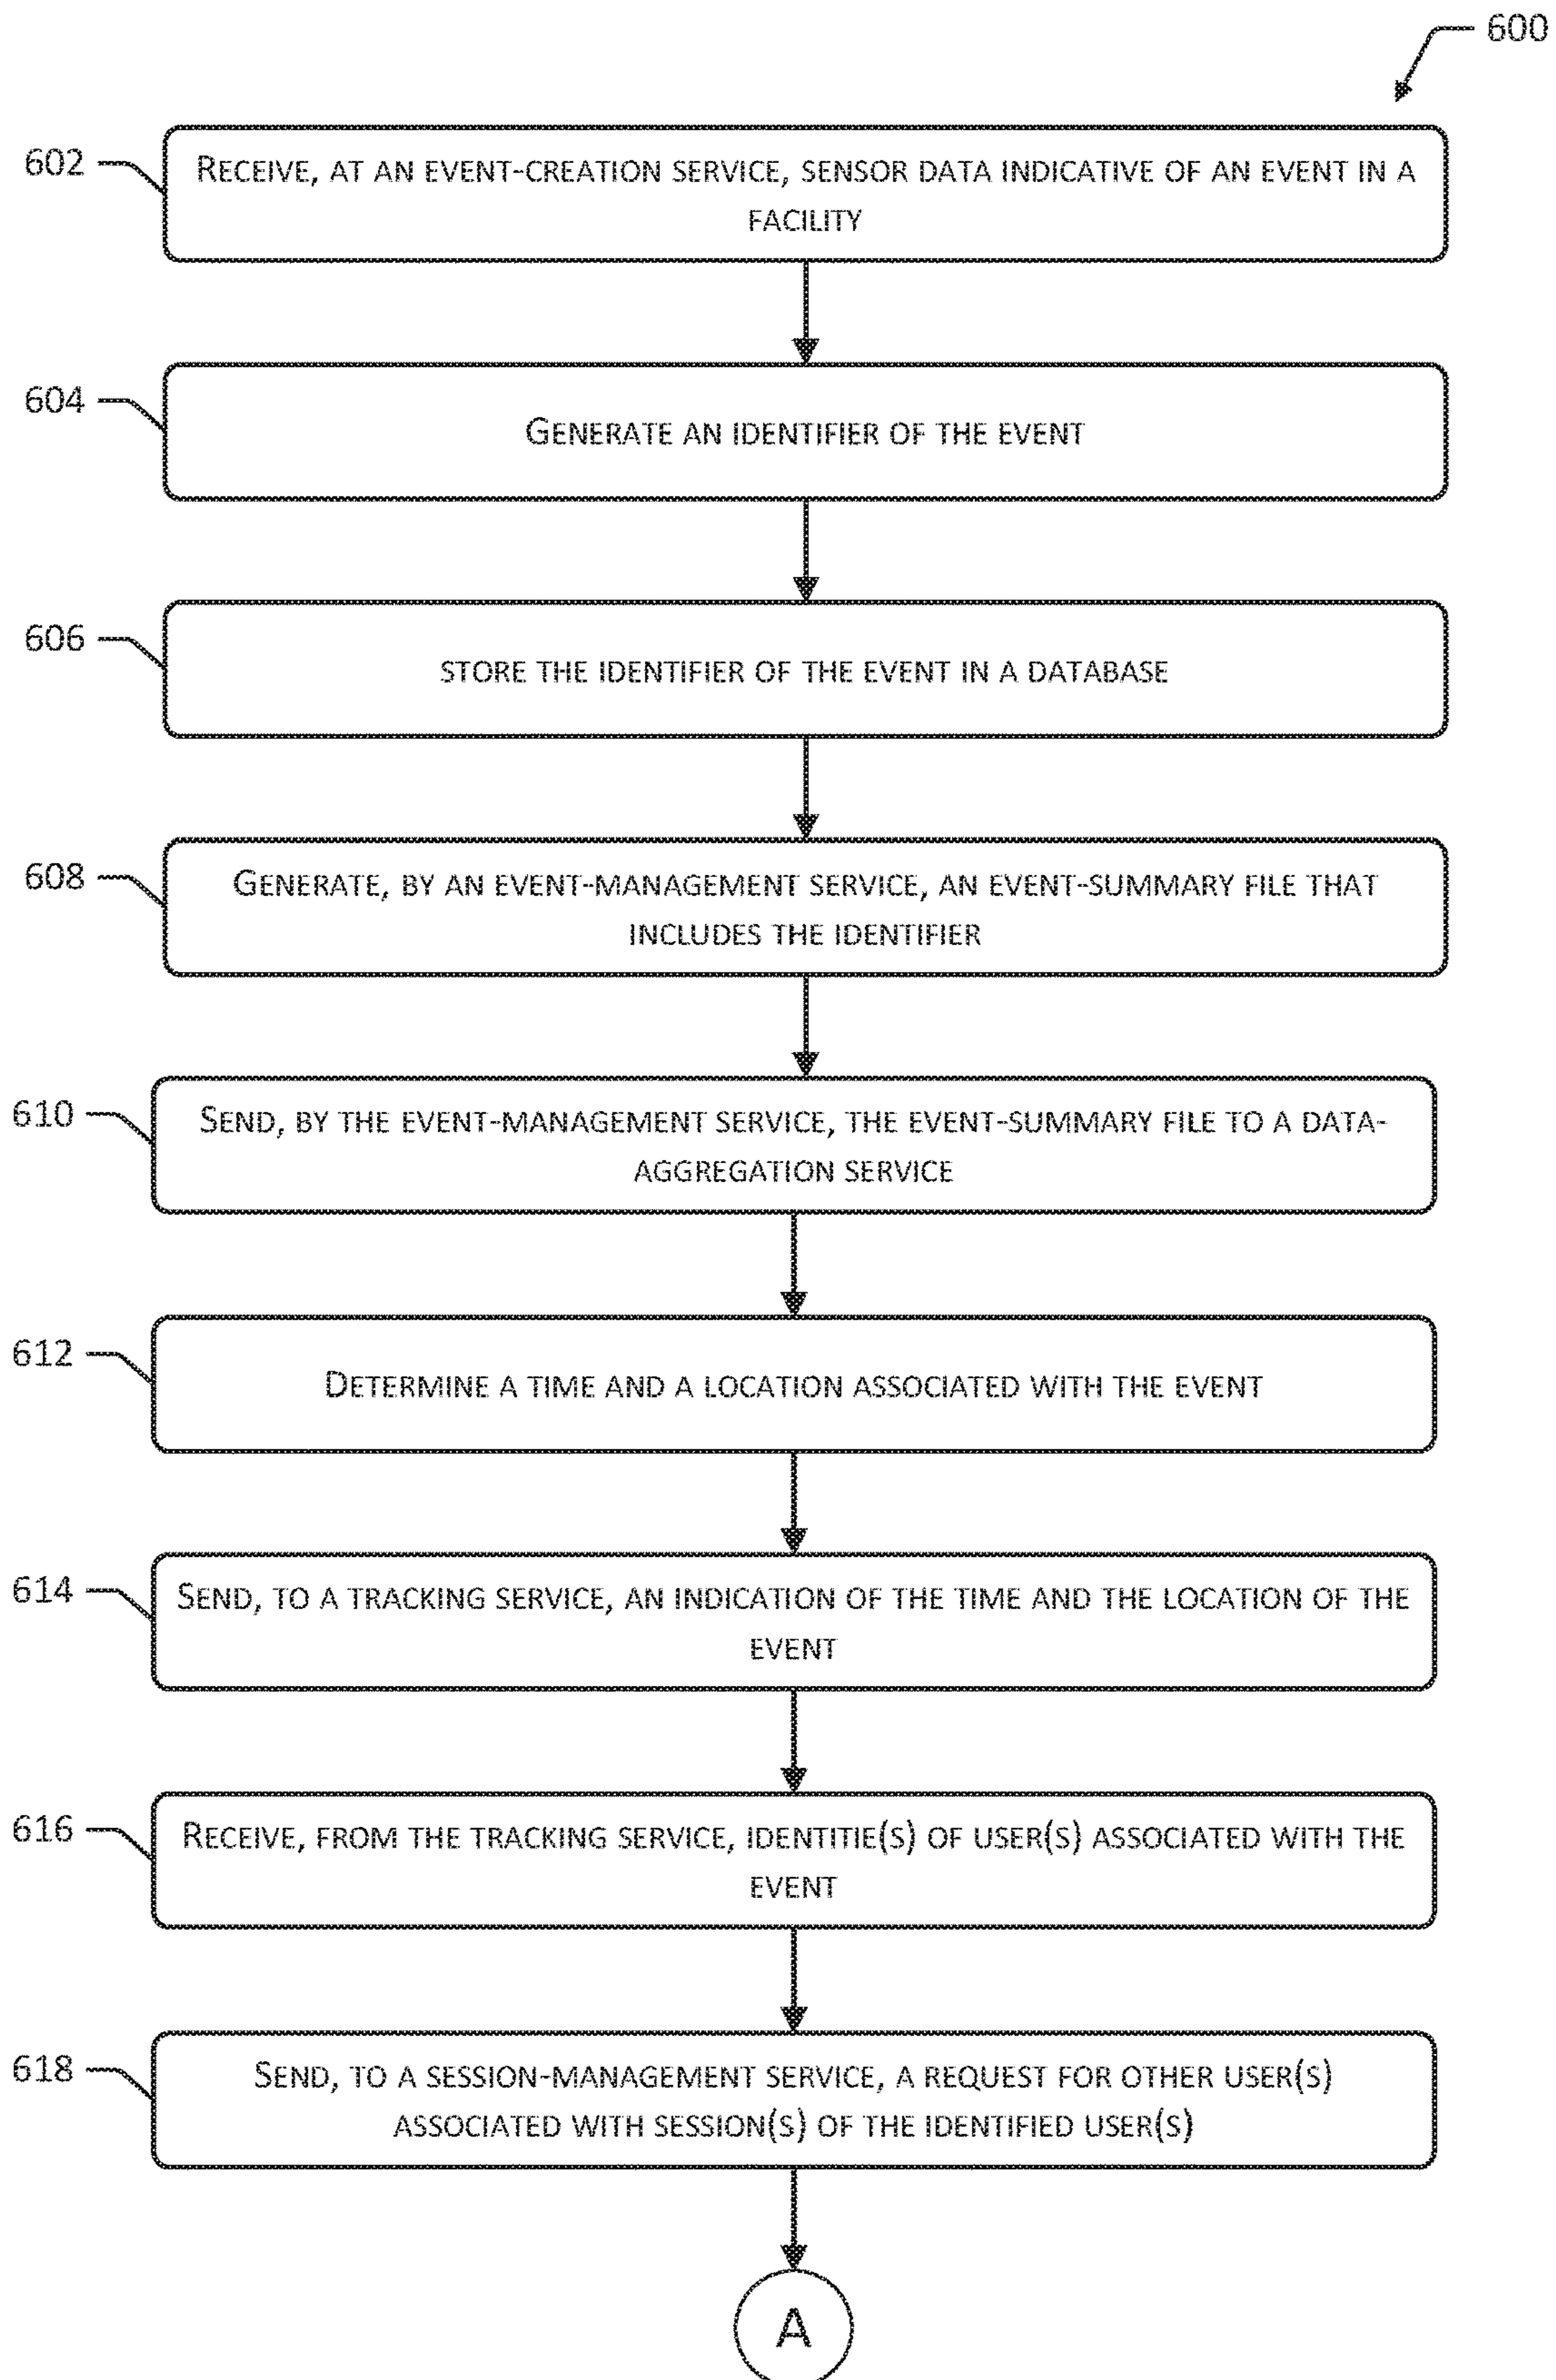 600
602
RECEIVE, AT AN EVENT-CREATION SERVICE, SENSOR DATA INDICATIVE OF AN EVENT IN A
FACILITY
604
GENERATE AN IDENTIFIER OF THE EVENT
606
STORE THE IDENTIFIER OF THE EVENT IN A DATABASE
608
GENERATE, BY AN EVENT-MANAGEMENT SERVICE, AN EVENT-SUMMARY FILE THAT
INCLUDES THE IDENTIFIER
610
SEND, BY THE EVENT-MANAGEMENT SERVICE, THE EVENT-SUMMARY FILE TO A DATA-
AGGREGATION SERVICE
612
DETERMINE A TIME AND A LOCATION ASSOCIATED WITH THE EVENT
614
SEND, TO A TRACKING SERVICE, AN INDICATION OF THE TIME AND THE LOCATION OF THE
EVENT
616
RECEIVE, FROM THE TRACKING SERVICE, IDENTITIE(S) OF USER(S) ASSOCIATED WITH THE
EVENT
618
SEND, TO A SESSION-MANAGEMENT SERVICE, A REQUEST FOR OTHER USER(S)
ASSOCIATED WITH SESSION(S) OF THE IDENTIFIED USER(S)
A